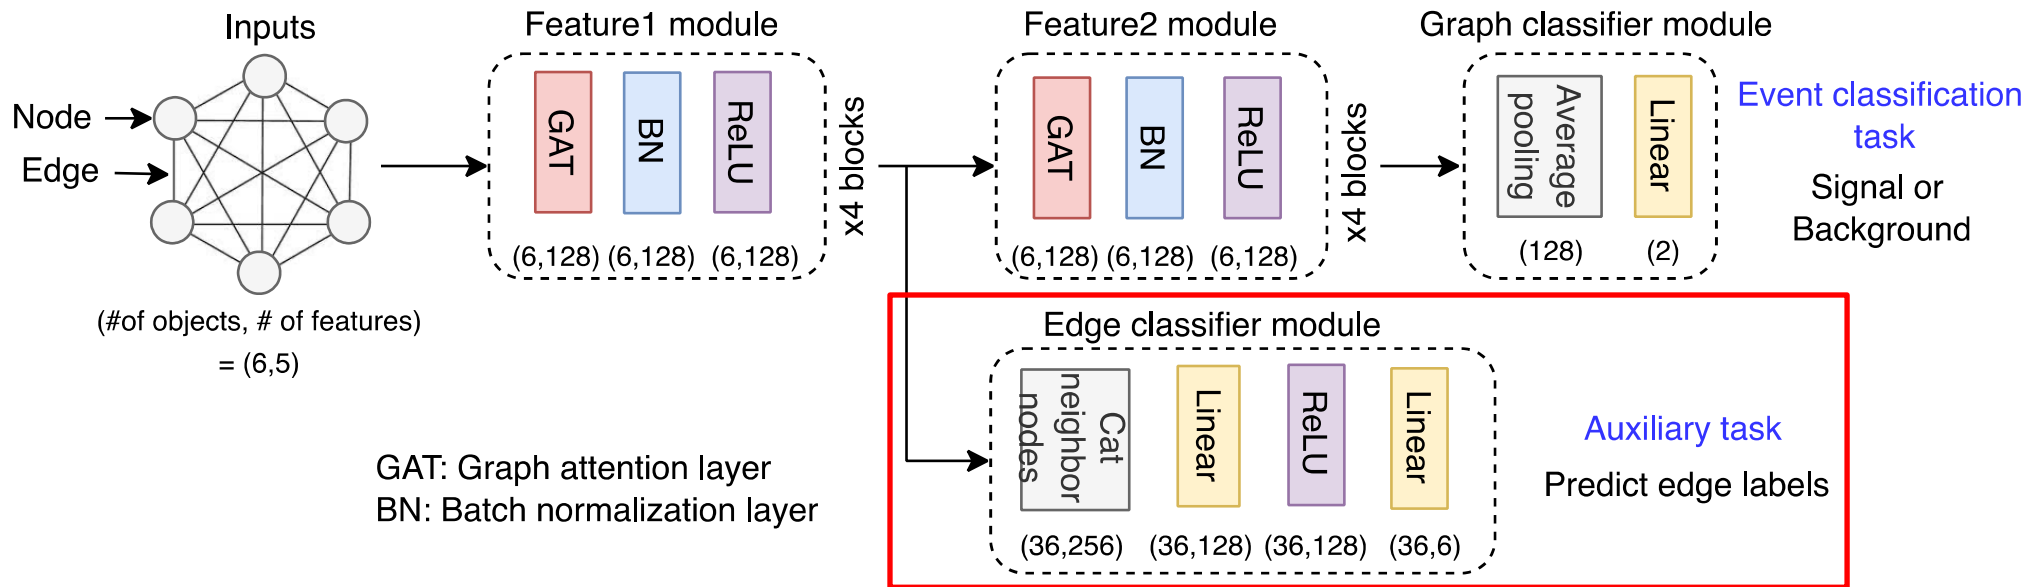 Inputs
Node
Edge
(#of objects, # of features)
= (6,5)
Feature1 module
GAT
BN
ReLU
(6,128) (6,128) (6,128)
x4 blocks
Feature2 module
GAT
BN
ReLU
(6,128) (6,128) (6,128)
x4 blocks
Graph classifier module
Average
pooling
Linear
(128) (2)
Event classification
task
Signal or
Background
Edge classifier module
Cat
neighbor
nodes
Linear
ReLU
Linear
(36,256) (36,128) (36,128) (36,6)
Auxiliary task
Predict edge labels
GAT: Graph attention layer
BN: Batch normalization layer